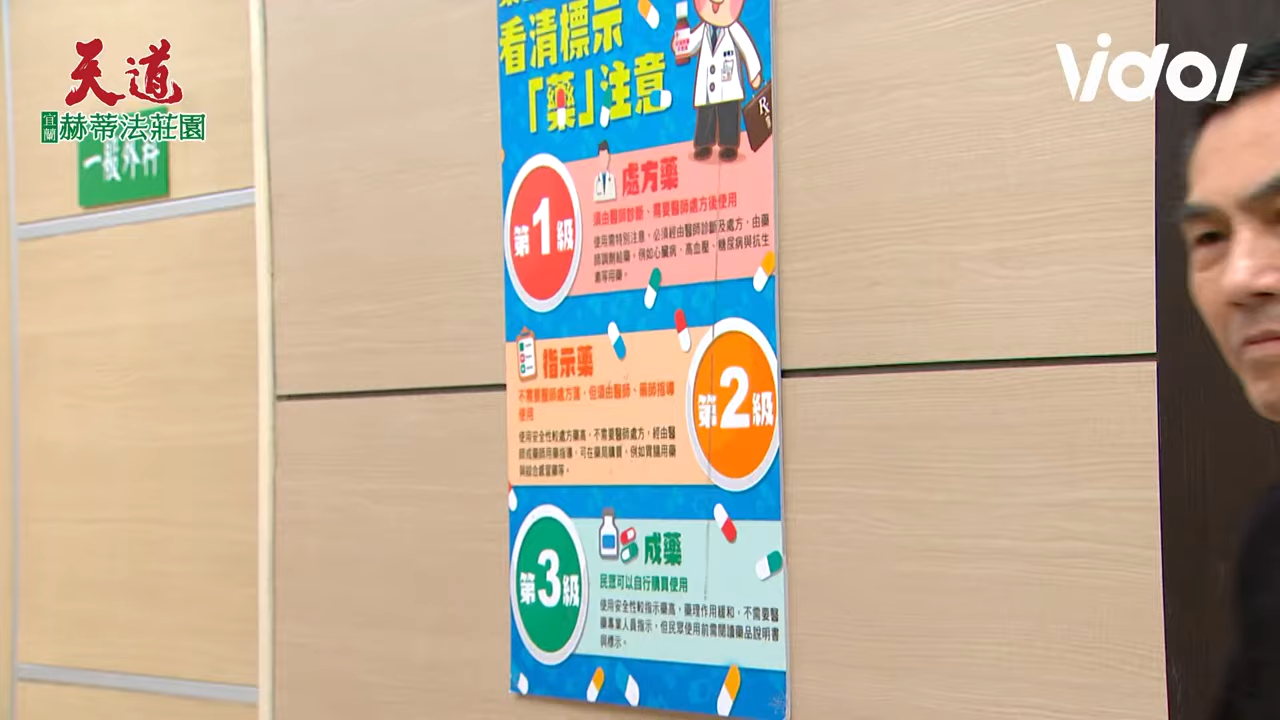 天道
宜蘭
赫蒂法莊園
一般外科
vidol
看清標示
「藥」注意
Rx
第1級
處方藥
須由醫師診斷、需要醫師處方後使用
使用需特別注意，必須經由醫師診斷及處方，由藥
師調劑給藥。例如心臟病、高血壓、糖尿病與抗生
素等用藥。
指示藥
不需要醫師處方箋，但須由醫師、藥師指導
使用
使用安全性較處方藥高，不需要醫師處方，經由醫
師或藥師用藥指導，可在藥局購買。例如胃腸用藥
與綜合感冒藥等。
第2級
第3級
成藥
民眾可以自行購買使用
使用安全性較指示藥高，藥理作用緩和，不需要醫
藥專業人員指示，但民眾使用前需閱讀藥品說明書
與標示。